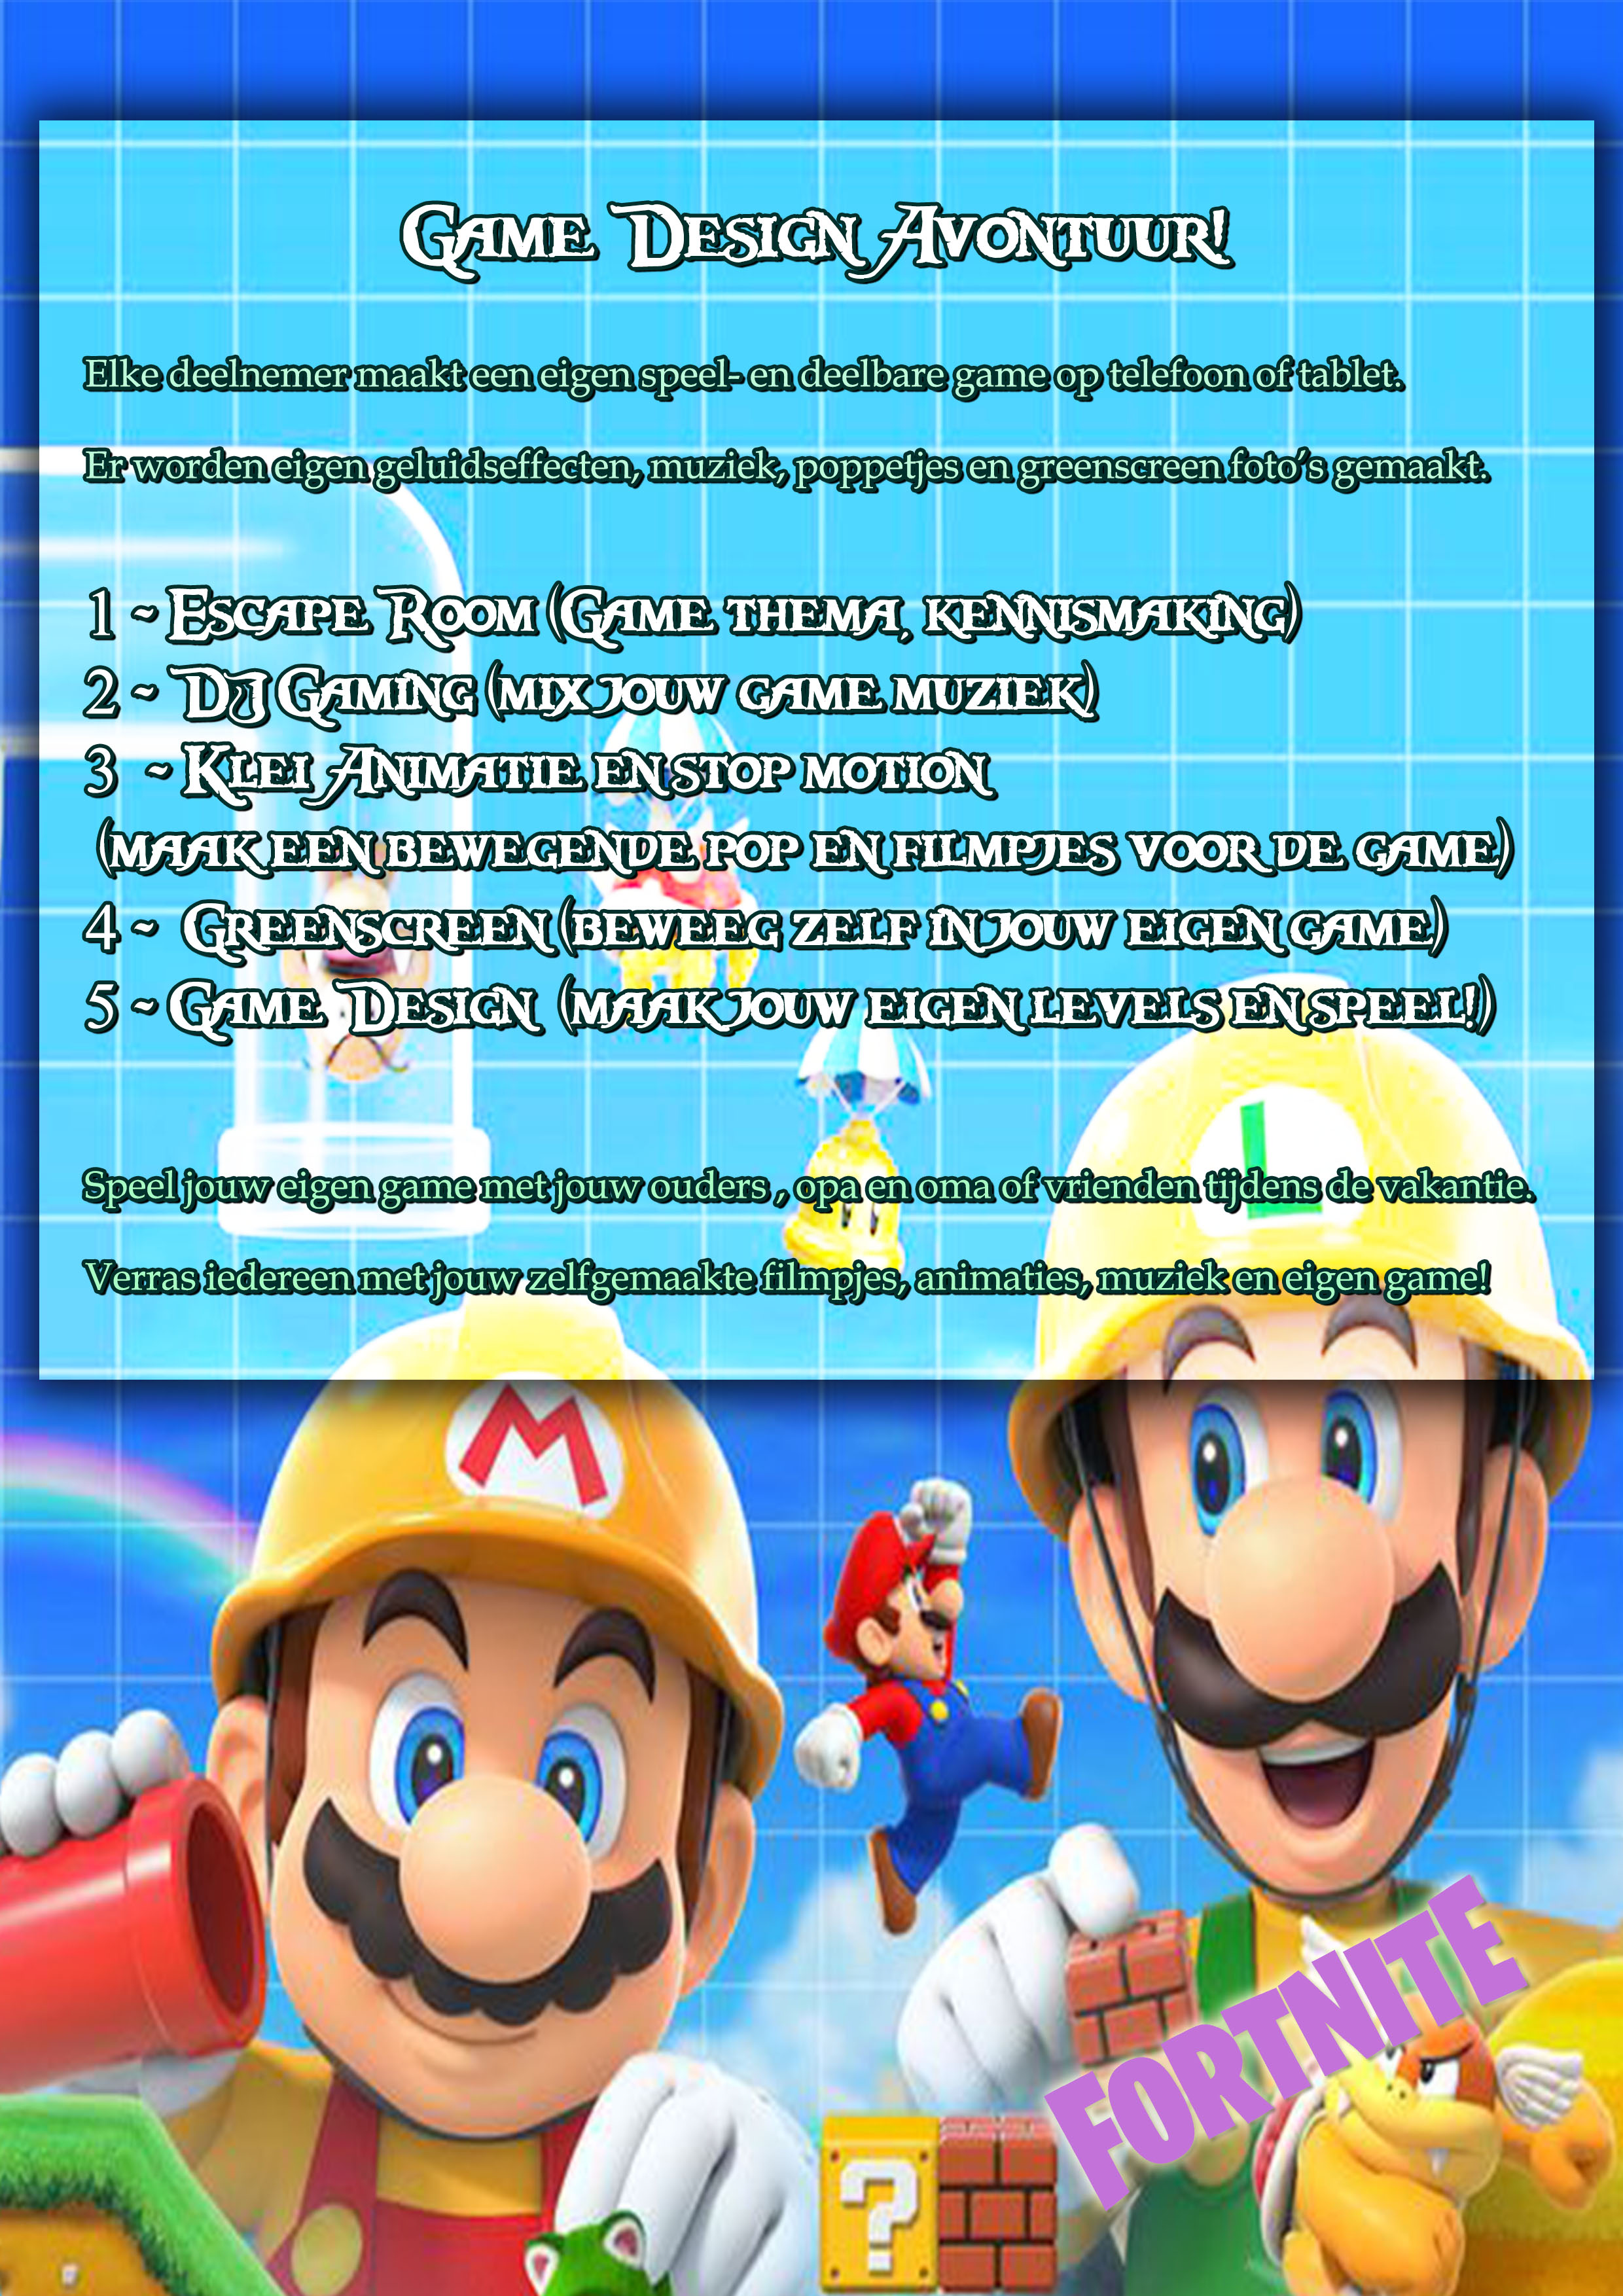 Game Design Avontuur!
Elke deelnemer maakt een eigen speel- en deelbare game op telefoon of tablet.
Er worden eigen geluidseffecten, muziek, poppetjes en greenscreen foto's gemaakt.
1 ~ Escape Room (Game thema, kennismaking)
2 ~ DJ Gaming (mix jouw game muziek)
3 ~ Klei Animatie en stop motion
(maak een bewegende pop en filmpjes voor de game)
4 ~ Greenscreen (beweeg zelf in jouw eigen game)
5 ~ Game Design (maak jouw eigen levels en speel!)
Speel jouw eigen game met jouw ouders , opa en oma of vrienden tijdens de vakantie.
Verras iedereen met jouw zelfgemaakte filmpjes, animaties, muziek en eigen game!
L
M
FORTNITE
?